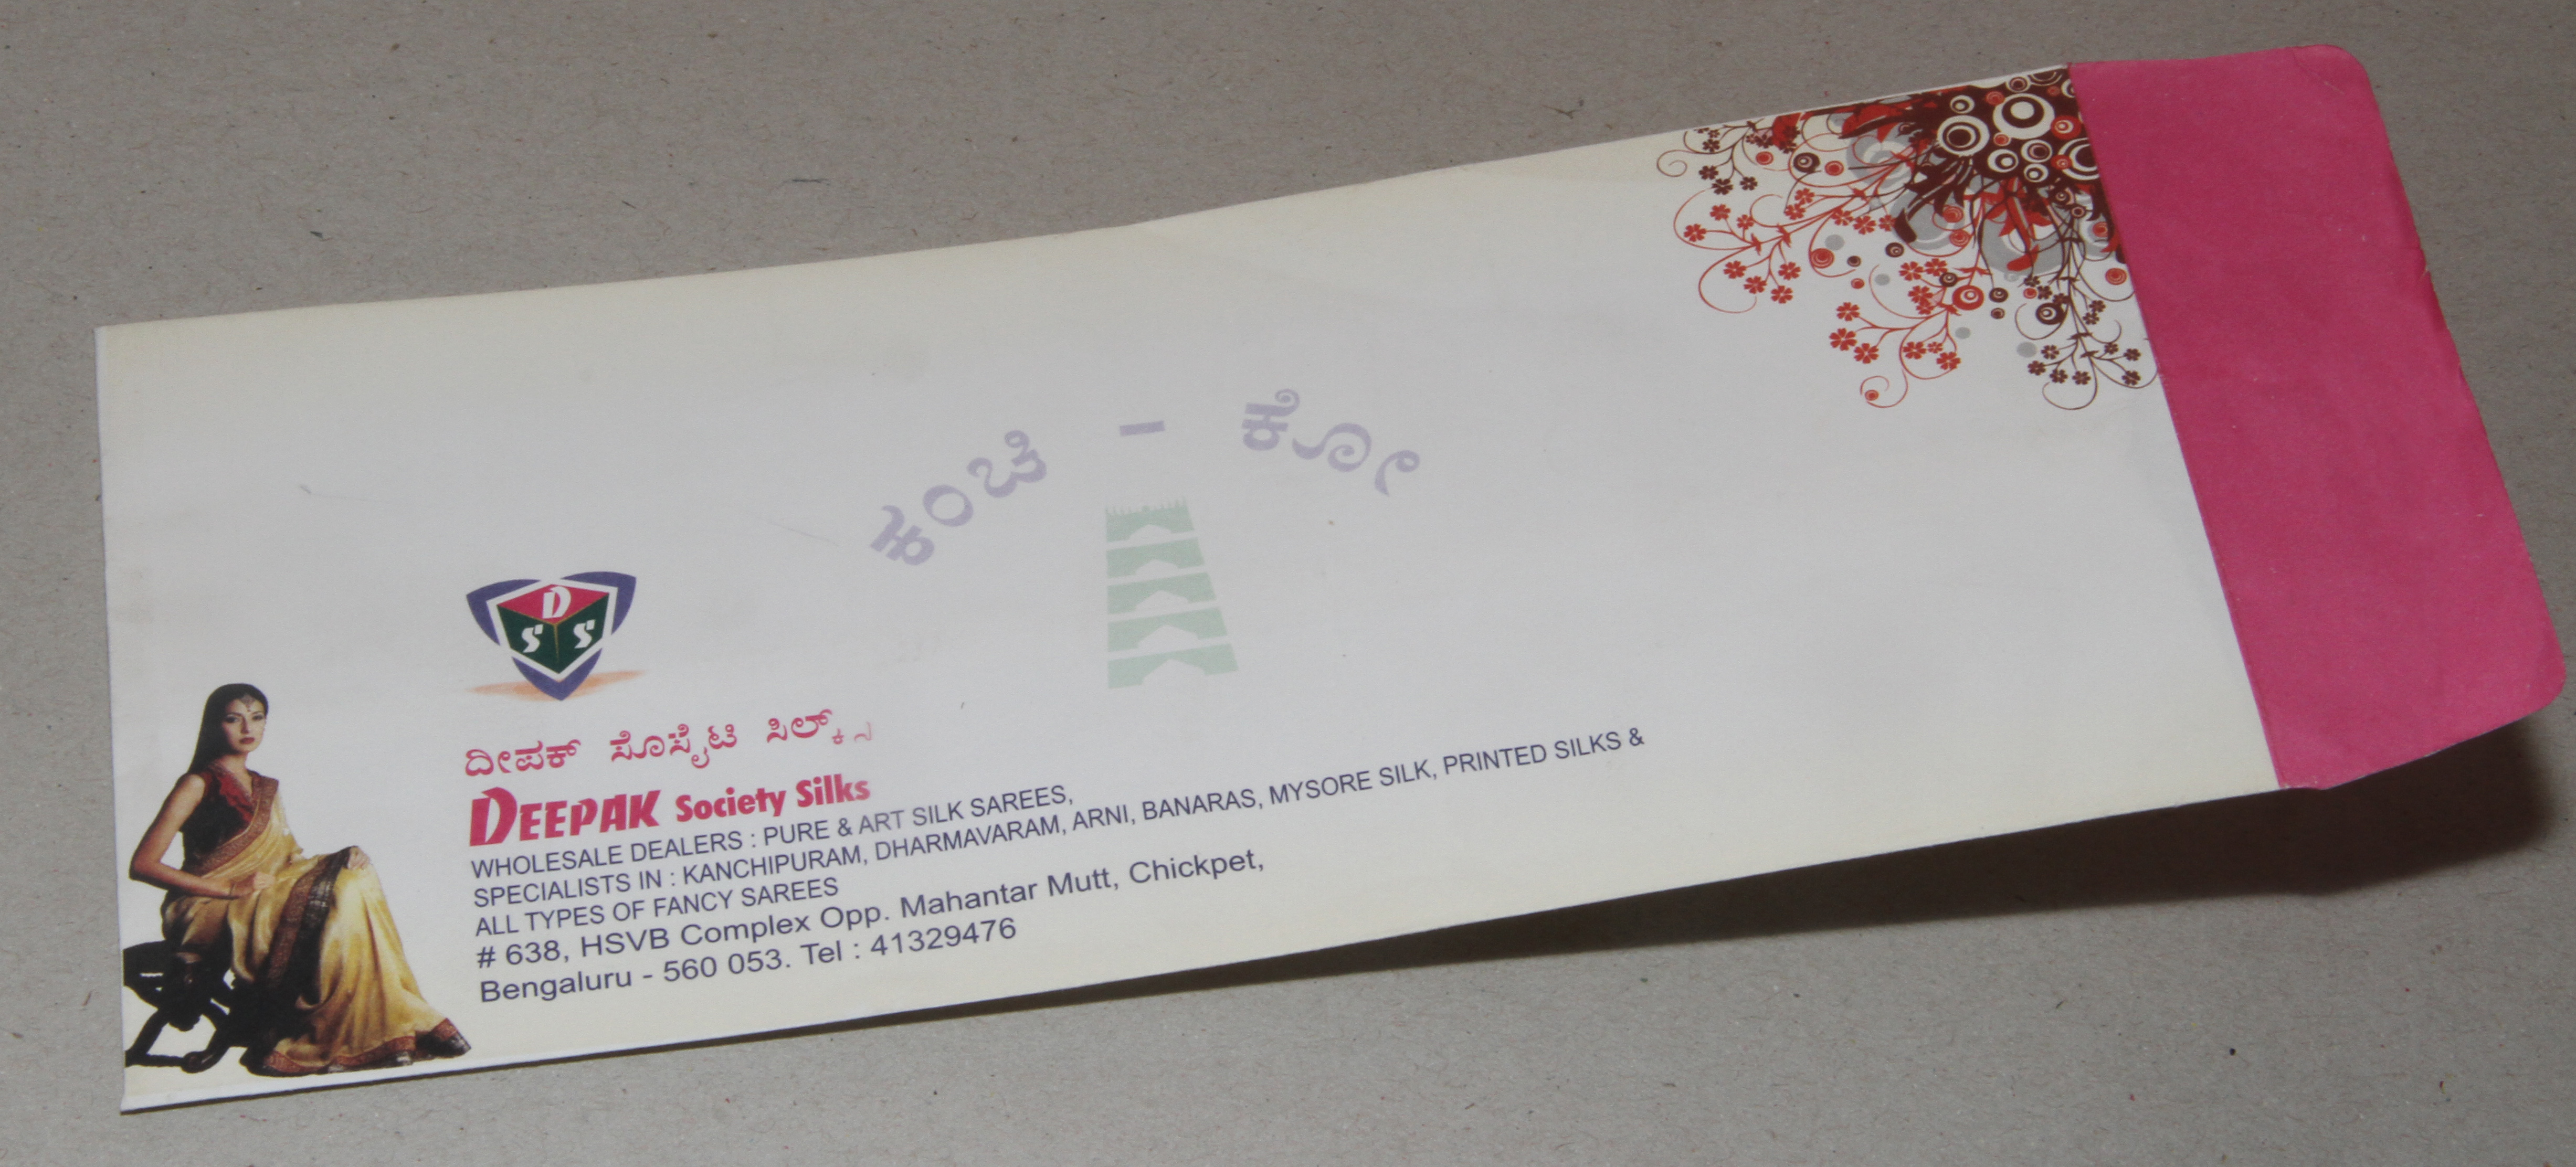 ಕಂಚಿ - ಕೋ
D
S S
ದೀಪಕ್ ಸೊಸೈಟಿ ಸಿಲ್ಕ್ಸ್
DEEPAK Society Silks
WHOLESALE DEALERS : PURE & ART SILK SAREES,
SPECIALISTS IN : KANCHIPURAM, DHARMAVARAM, ARNI, BANARAS, MYSORE SILK, PRINTED SILKS &
ALL TYPES OF FANCY SAREES
# 638, HSVB Complex Opp. Mahantar Mutt, Chickpet,
Bengaluru - 560 053. Tel : 41329476